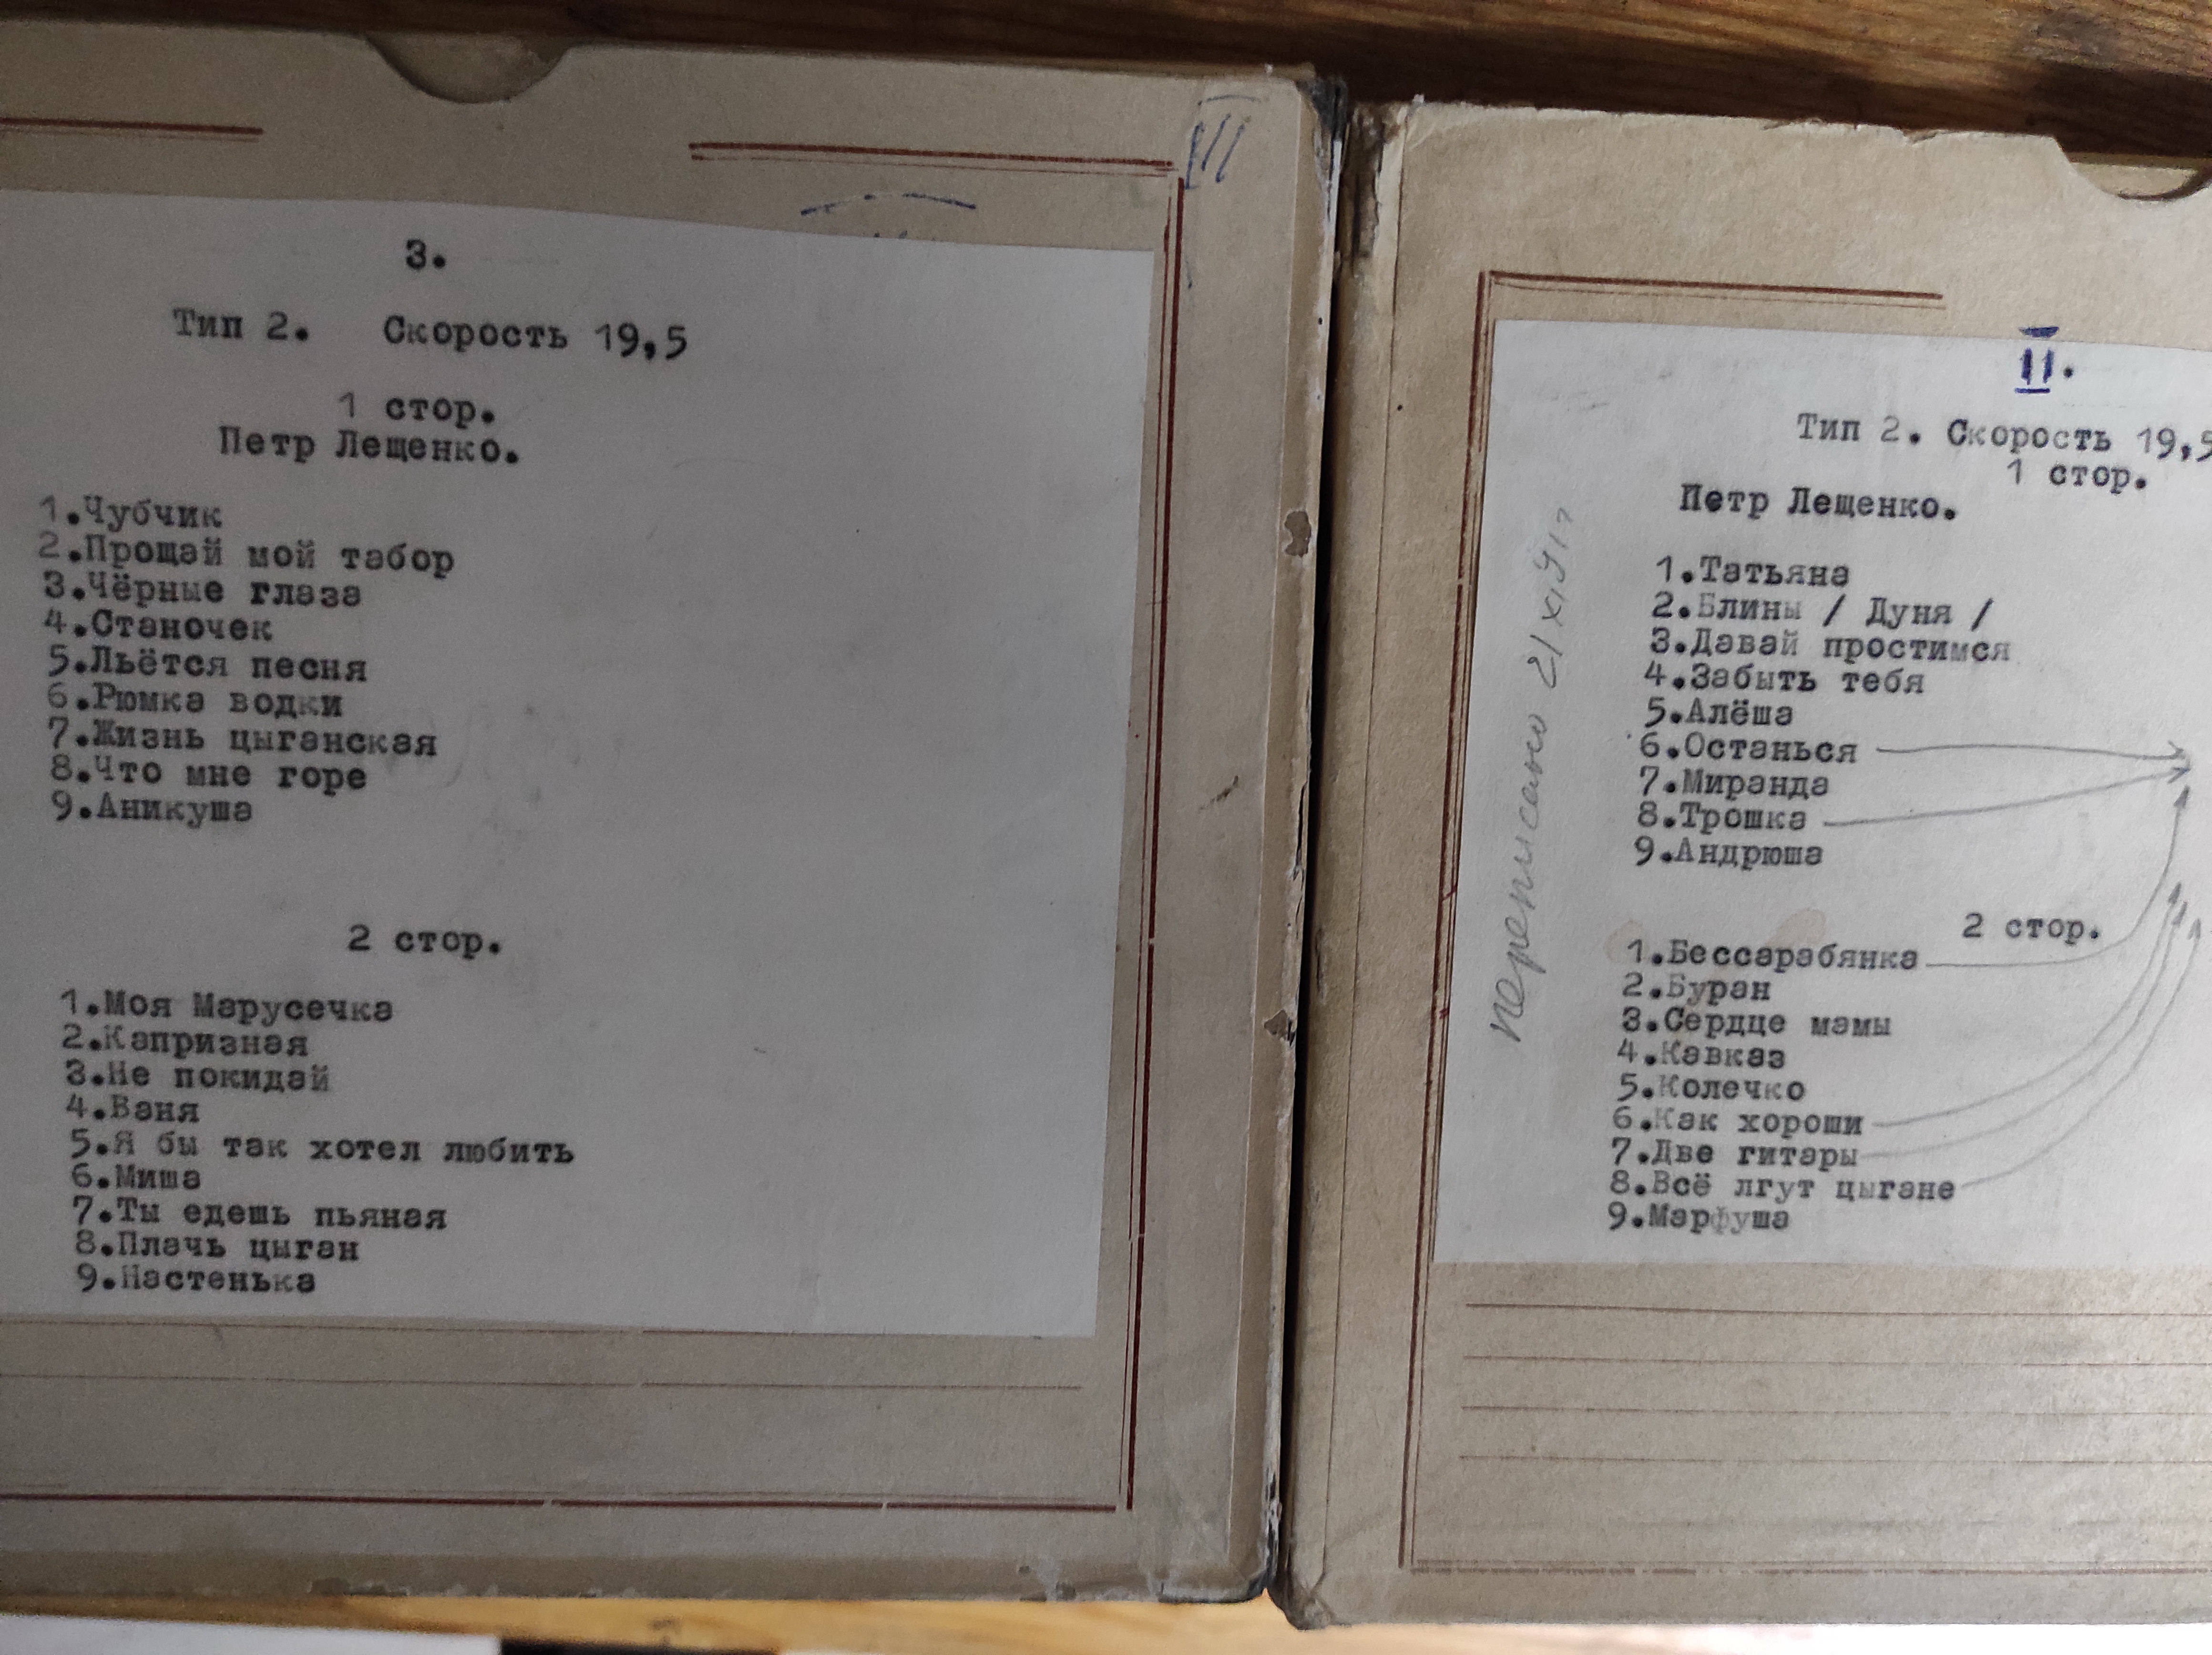 III
3.
Тип 2. Скорость 19,5
1 стор.
Петр Лещенко.
1.Чубчик
2.Прощай мой табор
3.Чёрные глаза
4.Станочек
5.Льётся песня
6.Рюмка водки
7.Жизнь цыганская
8.Что мне горе
9.Аникуша
2 стор.
1.Моя Марусечка
2.Капризная
3.Не покидай
4.Ваня
5.Я бы так хотел любить
6.Миша
7.Ты едешь пьяная
8.Плачь цыган
9.Настенька
II.
Тип 2. Скорость 19,5
1 стор.
Петр Лещенко.
1.Татьяна
2.Блины / Дуня /
3.Давай простимся
4.Забыть тебя
5.Алёша
6.Останься
7.Миранда
8.Трошка
9.Андрюша
2 стор.
1.Бессарабянка
2.Буран
3.Сердце мамы
4.Кавказ
5.Колечко
6.Как хороши
7.Две гитары
8.Всё лгут цыгане
9.Марфуша
переписано 21 XI 91г